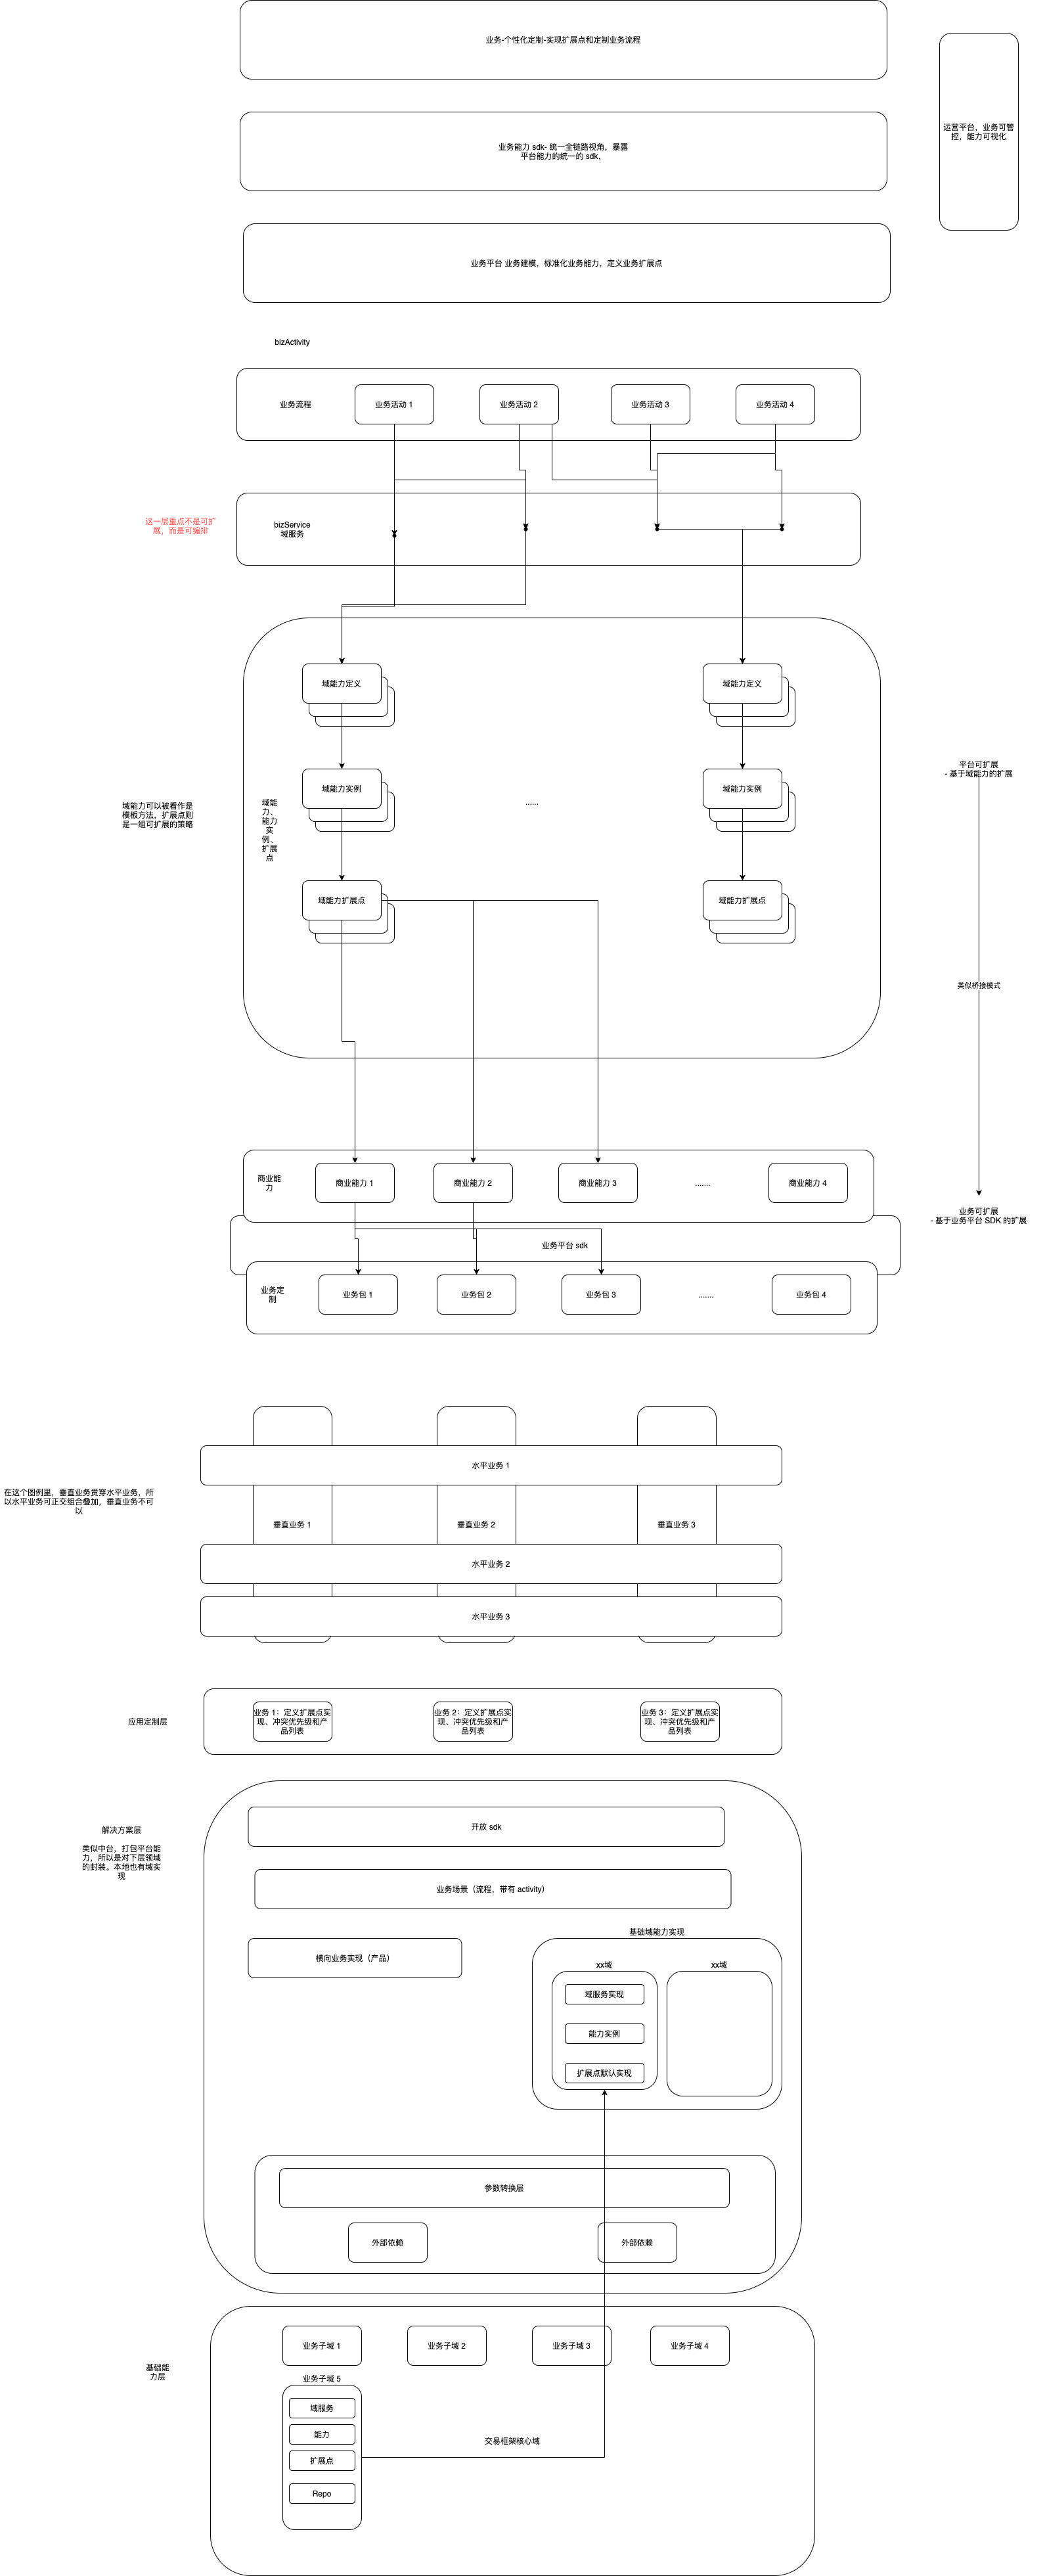 业务-个性化定制-实现扩展点和定制业务流程
运营平台，业务可管
控，能力可视化
业务能力 sdk- 统一全链路视角，暴露
平台能力的统一的 sdk，
业务平台 业务建模，标准化业务能力，定义业务扩展点
bizActivity
业务流程
业务活动 1
业务活动 2
业务活动 3
业务活动 4
这一层重点不是可扩
展，而是可编排
bizService
域服务
域能力定义
域能力定义
平台可扩展
- 基于域能力的扩展
域能力实例
域能力实例
域能力可以被看作是
模板方法，扩展点则
是一组可扩展的策略
域能
力、
能力
实
例、
扩展
点
......
域能力扩展点
域能力扩展点
类似桥接模式
商业能
力
商业能力 1
商业能力 2
商业能力 3
.......
商业能力 4
业务可扩展
- 基于业务平台 SDK 的扩展
业务平台 sdk
业务定
制
业务包 1
业务包 2
业务包 3
.......
业务包 4
水平业务 1
在这个图例里，垂直业务贯穿水平业务，所
以水平业务可正交组合叠加，垂直业务不可
以
垂直业务 1
垂直业务 2
垂直业务 3
水平业务 2
水平业务 3
应用定制层
业务 1：定义扩展点实
现、冲突优先级和产
品列表
业务 2：定义扩展点实
现、冲突优先级和产
品列表
业务 3：定义扩展点实
现、冲突优先级和产
品列表
解决方案层
类似中台，打包平台能
力，所以是对下层领域
的封装。本地也有域实
现
开放 sdk
业务场景（流程，带有 activity）
横向业务实现（产品）
基础域能力实现
xx域
xx域
域服务实现
能力实例
扩展点默认实现
参数转换层
外部依赖
外部依赖
基础能
力层
业务子域 1
业务子域 2
业务子域 3
业务子域 4
业务子域 5
域服务
能力
扩展点
Repo
交易框架核心域